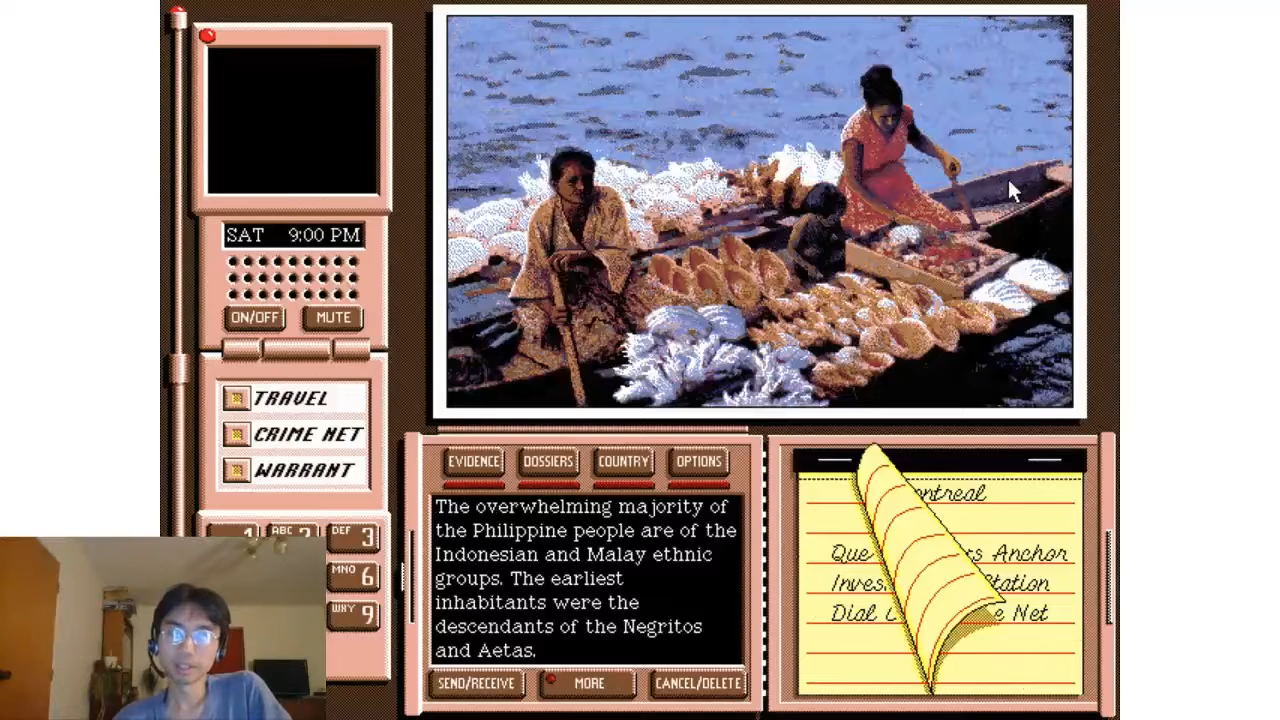 SAT 9:00 PM
ON/OFF MUTE
TRAVEL
CRIME NET
WARRANT
ABC DEF 3
MNO 6
WXY 9
EVIDENCE DOSSIERS COUNTRY OPTIONS
The overwhelming majority of
the Philippine people are of the
Indonesian and Malay ethnic
groups. The earliest
inhabitants were the
descendants of the Negritos
and Aetas.
SEND/RECEIVE MORE CANCEL/DELETE
Anchor
Dial Net